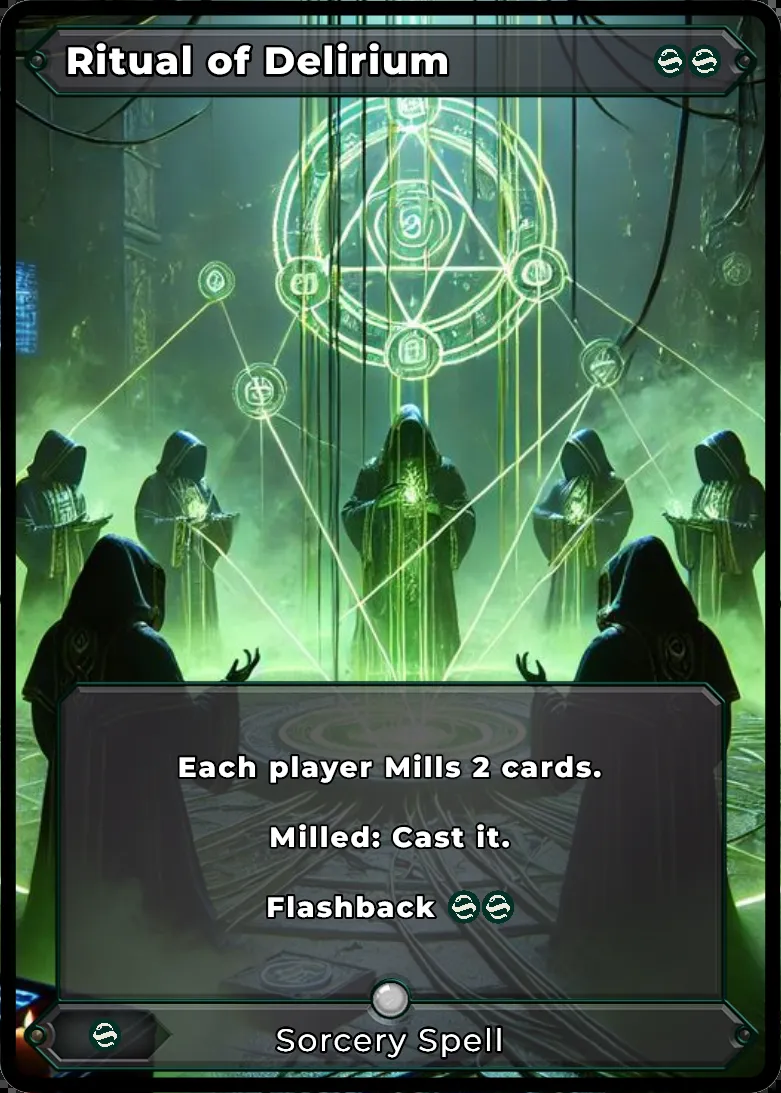 Ritual of Delirium
Each player Mills 2 cards.
Milled: Cast it.
Flashback
Sorcery Spell